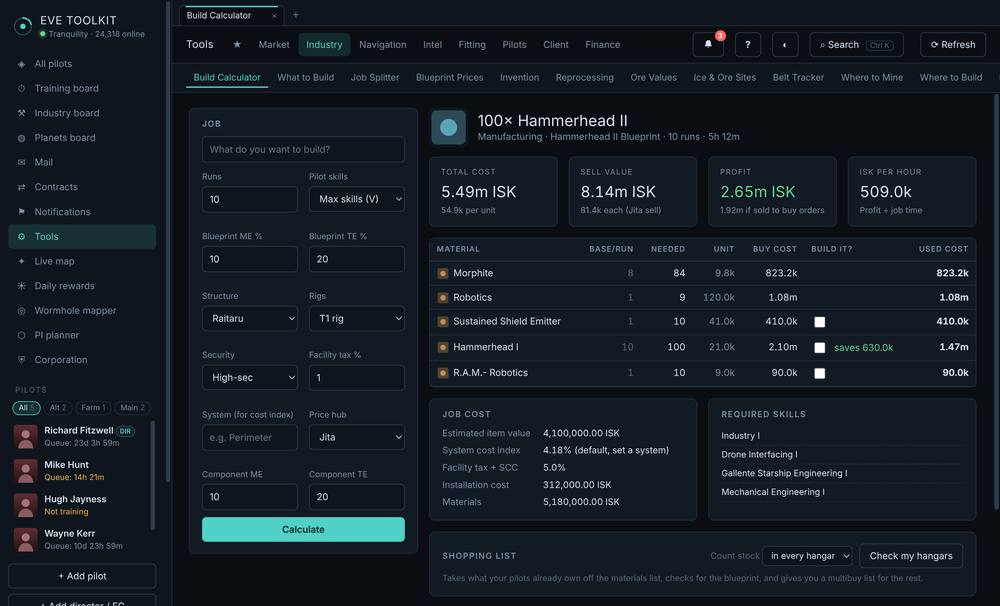 EVE TOOLKIT
Tranquility · 24,318 online
All pilots
Training board
Industry board
Planets board
Mail
Contracts
Notifications
Tools
Live map
Daily rewards
Wormhole mapper
PI planner
Corporation
PILOTS
All 5 Alt 2 Farm 1 Main 2
Richard Fitzwell DIR
Queue: 23d 3h 59m
Mike Hunt
Queue: 14h 21m
Hugh Jayness
Not training
Wayne Kerr
Queue: 10d 23h 59m
+ Add pilot
+ Add director / FC
Build Calculator × +
Tools ★ Market Industry Navigation Intel Fitting Pilots Client Finance 3 ? Search Ctrl K Refresh
Build Calculator What to Build Job Splitter Blueprint Prices Invention Reprocessing Ore Values Ice & Ore Sites Belt Tracker Where to Mine Where to Build
JOB
What do you want to build?
Runs Pilot skills
10 Max skills (V)
Blueprint ME % Blueprint TE %
10 20
Structure Rigs
Raitaru T1 rig
Security Facility tax %
High-sec 1
System (for cost index) Price hub
e.g. Perimeter Jita
Component ME Component TE
10 20
Calculate
100× Hammerhead II
Manufacturing · Hammerhead II Blueprint · 10 runs · 5h 12m
TOTAL COST
5.49m ISK
54.9k per unit
SELL VALUE
8.14m ISK
81.4k each (Jita sell)
PROFIT
2.65m ISK
1.92m if sold to buy orders
ISK PER HOUR
509.0k
Profit ÷ job time
MATERIAL BASE/RUN NEEDED UNIT BUY COST BUILD IT? USED COST
Morphite 8 84 9.8k 823.2k 823.2k
Robotics 1 9 120.0k 1.08m 1.08m
Sustained Shield Emitter 1 10 41.0k 410.0k 410.0k
Hammerhead I 10 100 21.0k 2.10m saves 630.0k 1.47m
R.A.M.- Robotics 1 10 9.0k 90.0k 90.0k
JOB COST
Estimated item value 4,100,000.00 ISK
System cost index 4.18% (default, set a system)
Facility tax + SCC 5.0%
Installation cost 312,000.00 ISK
Materials 5,180,000.00 ISK
REQUIRED SKILLS
Industry I
Drone Interfacing I
Gallente Starship Engineering I
Mechanical Engineering I
SHOPPING LIST Count stock in every hangar Check my hangars
Takes what your pilots already own off the materials list, checks for the blueprint, and gives you a multibuy list for the rest.